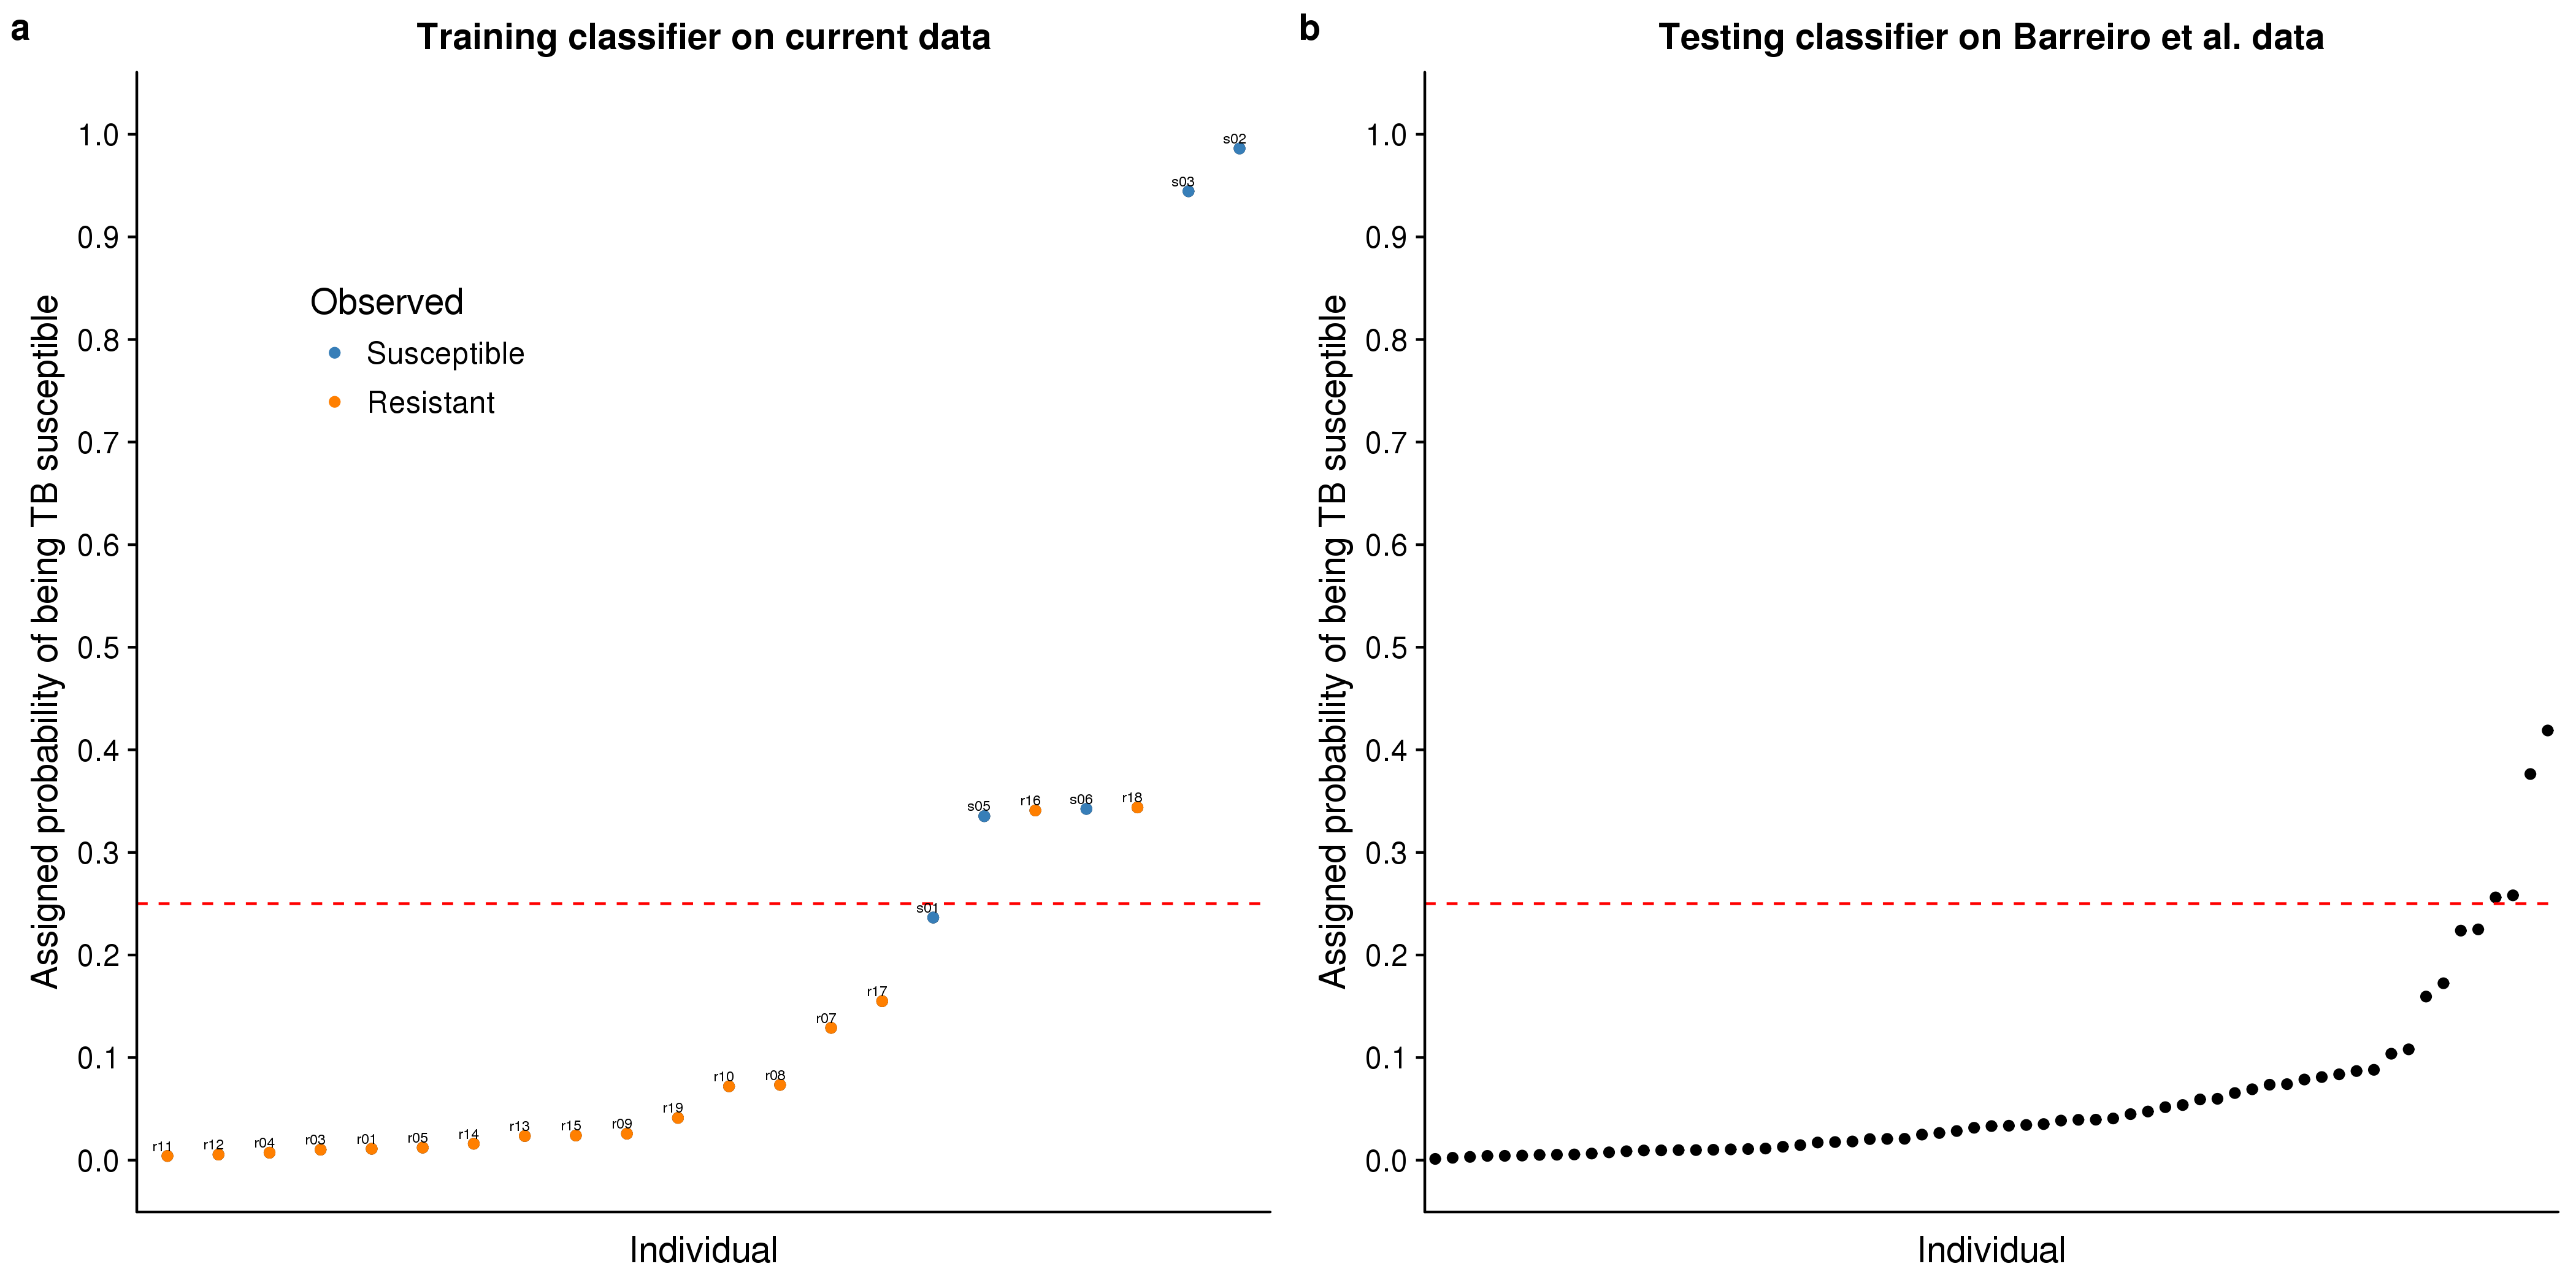 a
Training classifier on current data
Assigned probability of being TB susceptible
1.0
0.9
0.8
0.7
0.6
0.5
0.4
0.3
0.2
0.1
0.0
Observed
Susceptible
Resistant
r11
r12
r04
r03
r01
r05
r14
r13
r15
r09
r19
r10
r08
r07
r17
s01
s05
r16
s06
r18
s03
s02
Individual
b
Testing classifier on Barreiro et al. data
Assigned probability of being TB susceptible
1.0
0.9
0.8
0.7
0.6
0.5
0.4
0.3
0.2
0.1
0.0
Individual